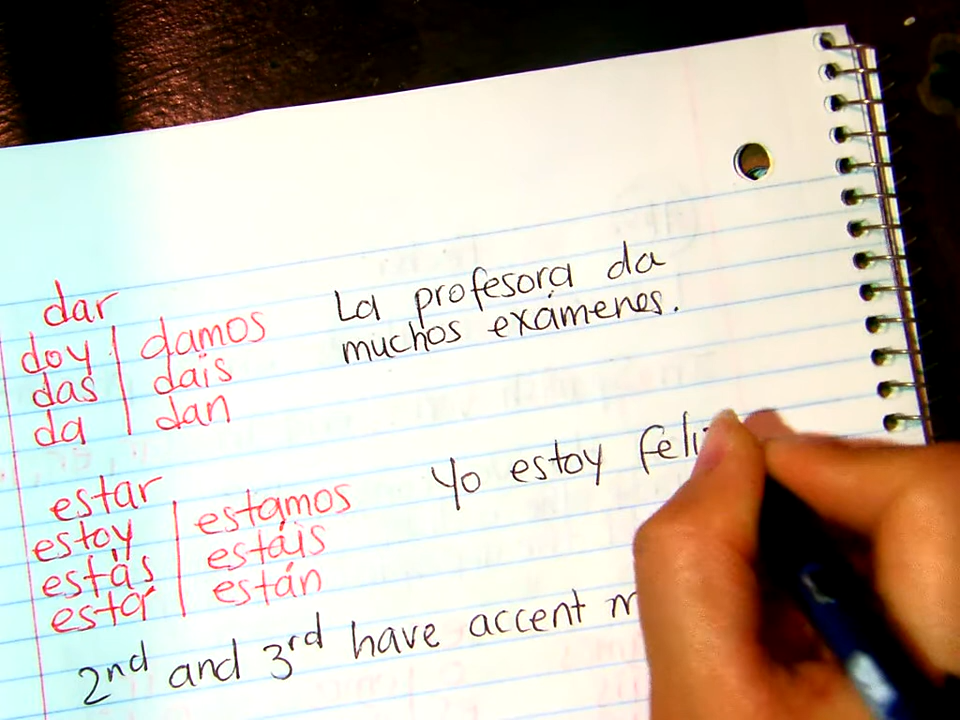 dar
doy damos
das dais
da dan
La profesora da
muchos exámenes.
estar
estoy estamos
estás estáis
está están
Yo estoy feli
2nd and 3rd have accent